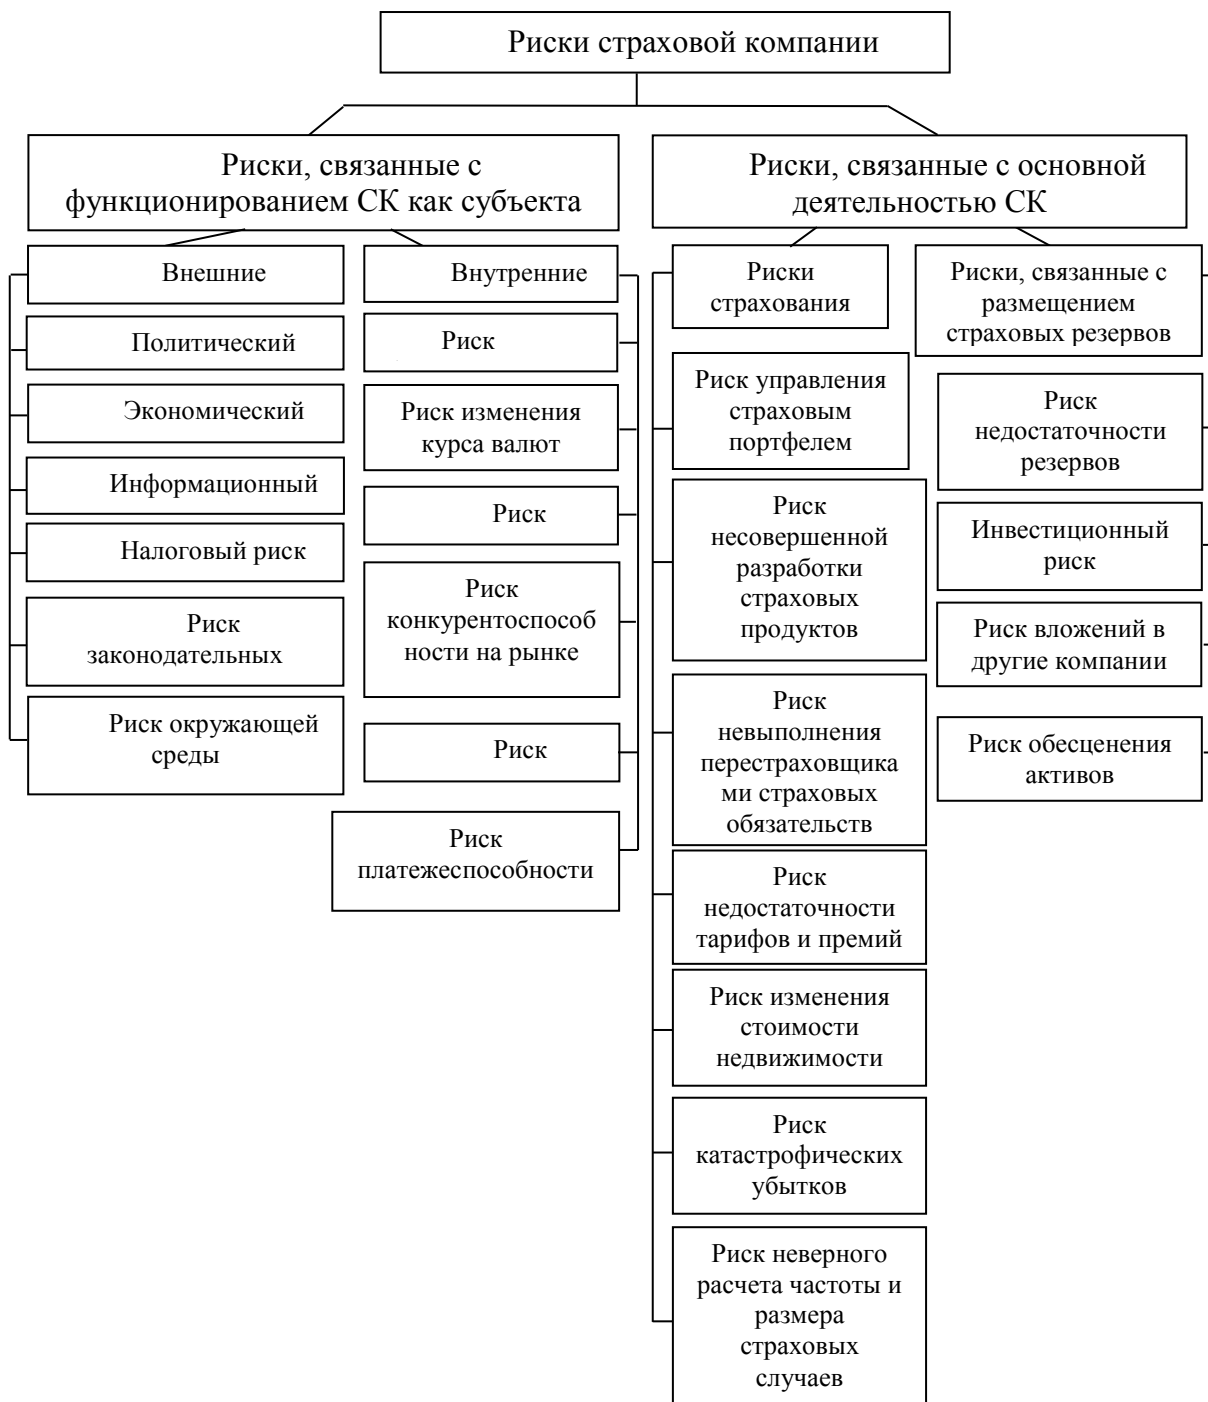 Риски страховой компании
Риски, связанные с
функционированием СК как субъекта
Внешние
Политический
Экономический
Информационный
Налоговый риск
Риск
законодательных
Риск окружающей
среды
Внутренние
Риск
Риск изменения
курса валют
Риск
Риск
конкурентоспособ
ности на рынке
Риск
Риск
платежеспособности
Риски, связанные с основной
деятельностью СК
Риски
страхования
Риск управления
страховым
портфелем
Риск
несовершенной
разработки
страховых
продуктов
Риск
невыполнения
перестраховщика
ми страховых
обязательств
Риск
недостаточности
тарифов и премий
Риск изменения
стоимости
недвижимости
Риск
катастрофических
убытков
Риск неверного
расчета частоты и
размера
страховых
случаев
Риски, связанные с
размещением
страховых резервов
Риск
недостаточности
резервов
Инвестиционный
риск
Риск вложений в
другие компании
Риск обесценения
активов